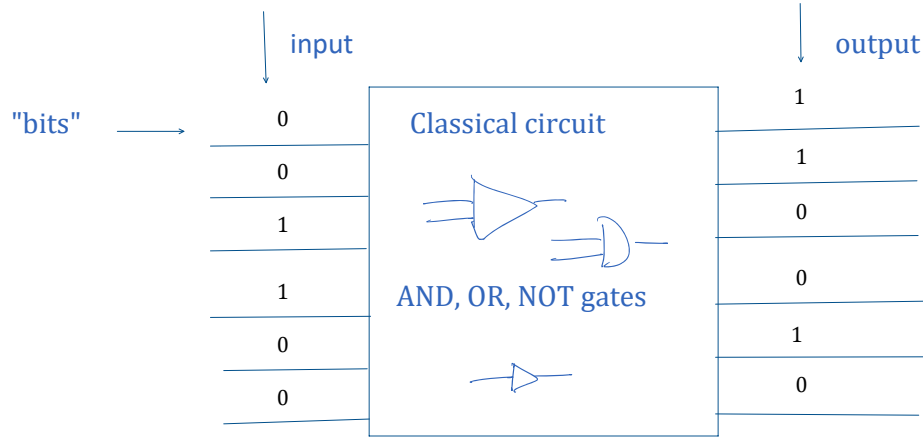 input
output
"bits"
0
1
Classical circuit
0
1
1
0
AND, OR, NOT gates
1
0
0
1
0
0